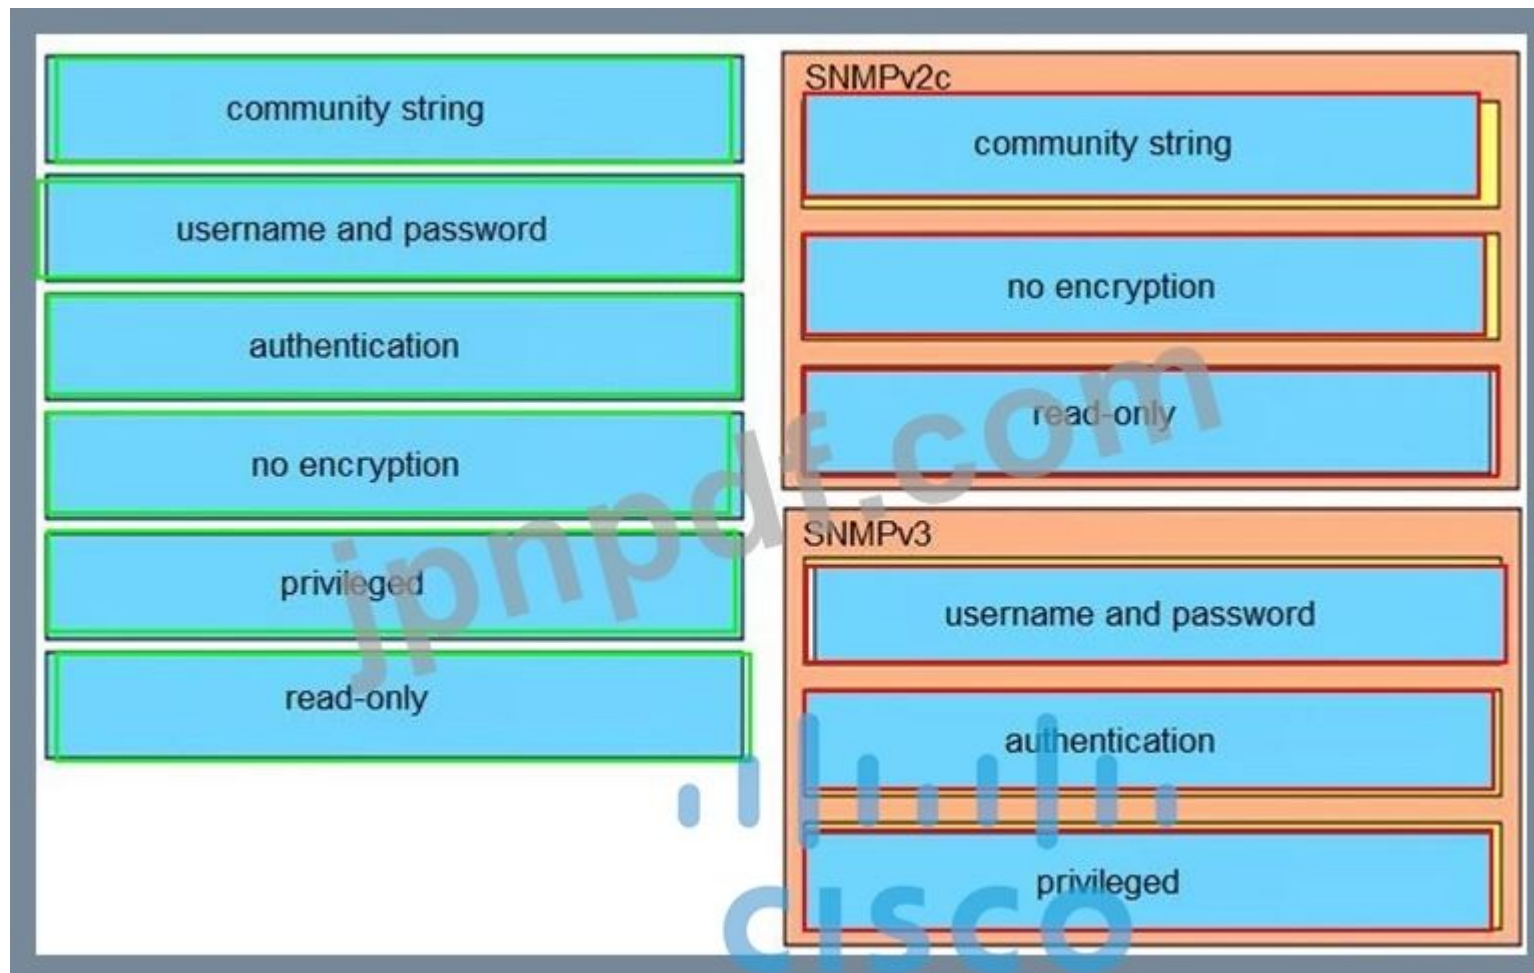 community string
username and password
authentication
no encryption
privileged
read-only
SNMPv2c
community string
no encryption
read-only
SNMPv3
username and password
authentication
privileged
jpnpdf.com
CISCO